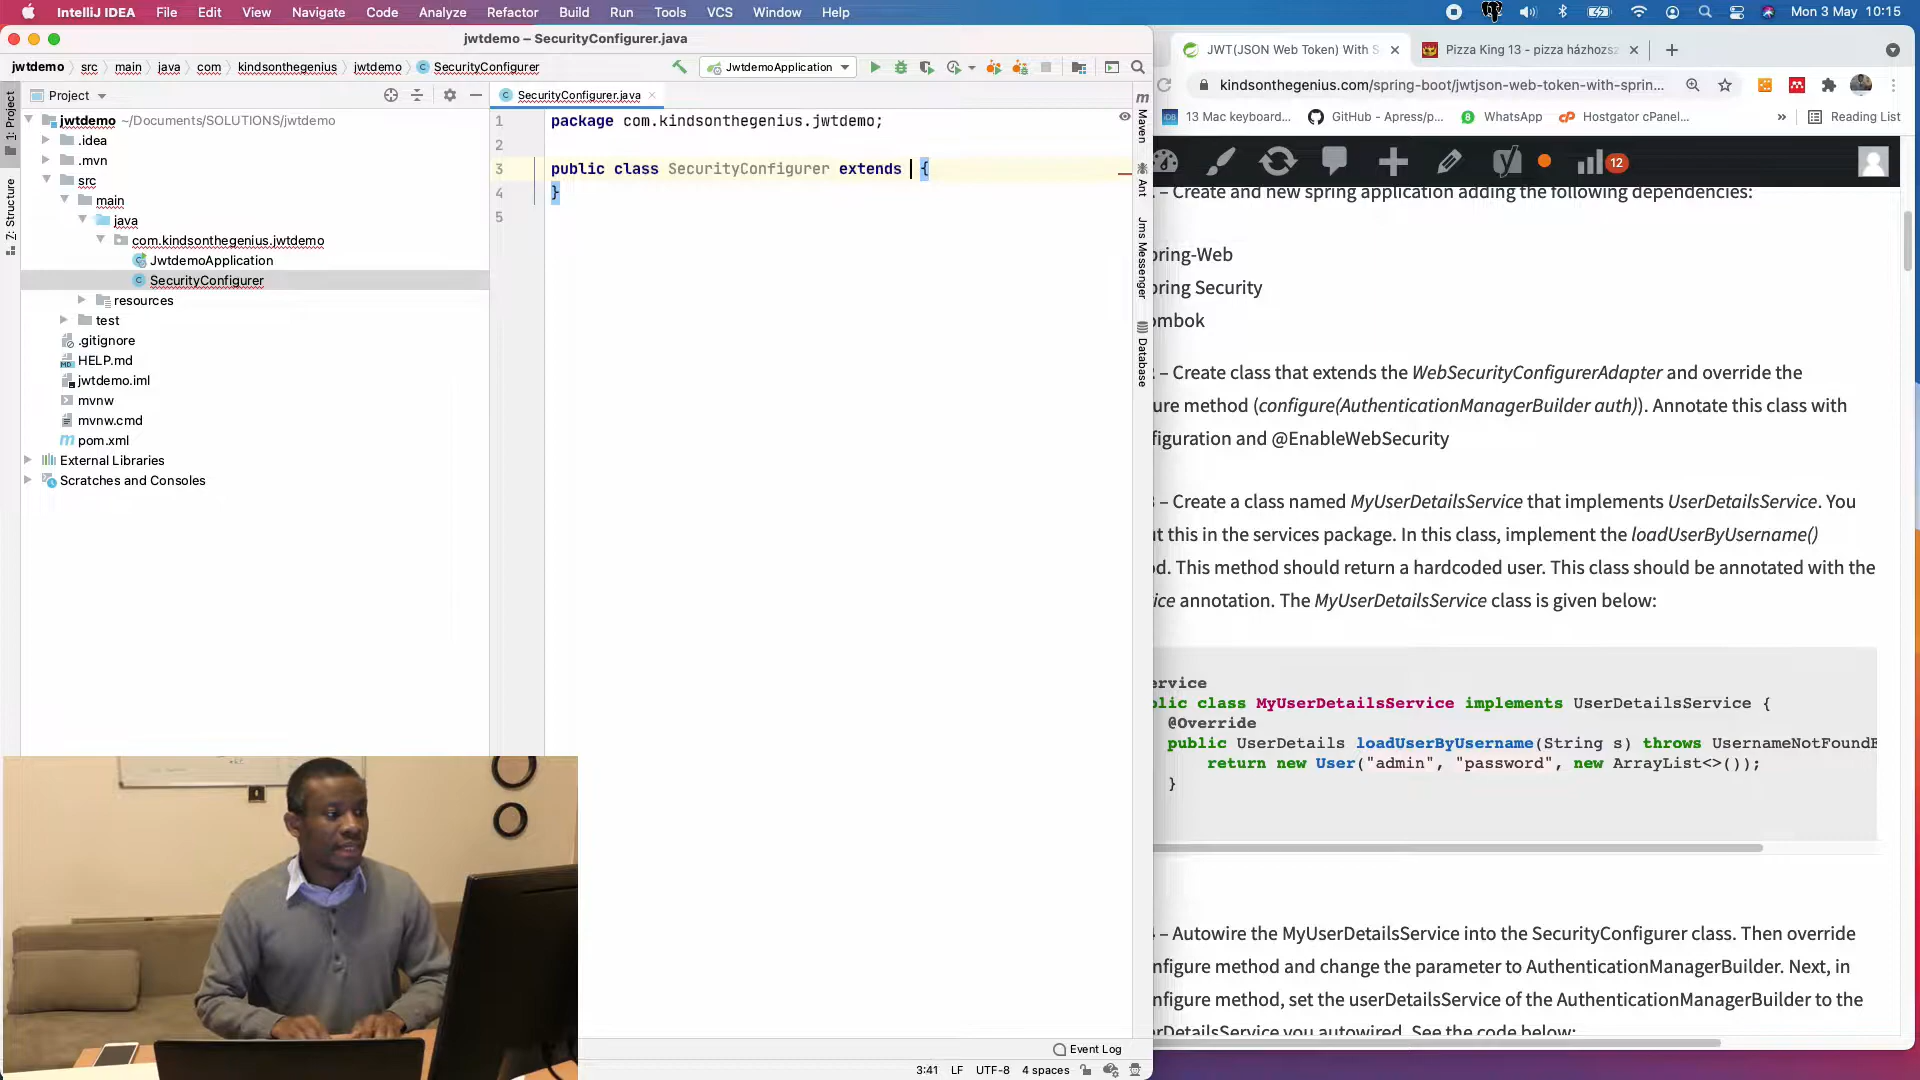 IntelliJ IDEA File Edit View Navigate Code Analyze Refactor Build Run Tools VCS Window Help
Mon 3 May 10:15
jwtdemo – SecurityConfigurer.java
jwtdemo src main java com kindsonthegenius jwtdemo SecurityConfigurer
JwtdemoApplication
Project
SecurityConfigurer.java
1: Project
Z: Structure
jwtdemo ~/Documents/SOLUTIONS/jwtdemo
.idea
.mvn
src
main
java
com.kindsonthegenius.jwtdemo
JwtdemoApplication
SecurityConfigurer
resources
test
.gitignore
HELP.md
jwtdemo.iml
mvnw
mvnw.cmd
pom.xml
External Libraries
Scratches and Consoles
1 package com.kindsonthegenius.jwtdemo;
2
3 public class SecurityConfigurer extends {
4 }
5
Maven
Ant
Jms Messenger
Database
Event Log
3:41 LF UTF-8 4 spaces
JWT(JSON Web Token) With S
Pizza King 13 - pizza házhozsz
kindsonthegenius.com/spring-boot/jwtjson-web-token-with-sprin...
13 Mac keyboard... GitHub - Apress/p... WhatsApp Hostgator cPanel... » Reading List
12
– Create and new spring application adding the following dependencies:
pring-Web
pring Security
ombok
– Create class that extends the WebSecurityConfigurerAdapter and override the
ure method (configure(AuthenticationManagerBuilder auth)). Annotate this class with
figuration and @EnableWebSecurity
– Create a class named MyUserDetailsService that implements UserDetailsService. You
t this in the services package. In this class, implement the loadUserByUsername()
d. This method should return a hardcoded user. This class should be annotated with the
ice annotation. The MyUserDetailsService class is given below:
ervice
blic class MyUserDetailsService implements UserDetailsService {
@Override
public UserDetails loadUserByUsername(String s) throws UsernameNotFoundE
return new User("admin", "password", new ArrayList<>());
}
– Autowire the MyUserDetailsService into the SecurityConfigurer class. Then override
nfigure method and change the parameter to AuthenticationManagerBuilder. Next, in
nfigure method, set the userDetailsService of the AuthenticationManagerBuilder to the
erDetailsService you autowired. See the code below: